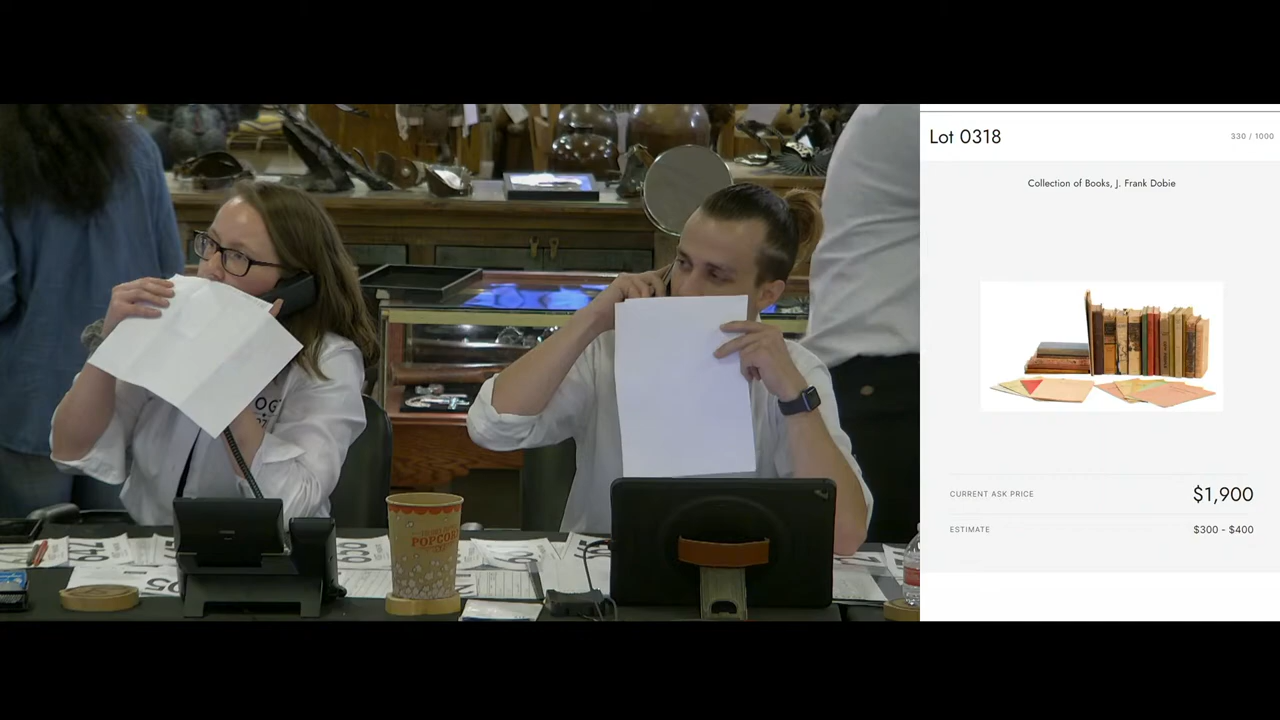 Lot 0318
330 / 1000
Collection of Books, J. Frank Dobie
CURRENT ASK PRICE
$1,900
ESTIMATE
$300 - $400
POPCORN